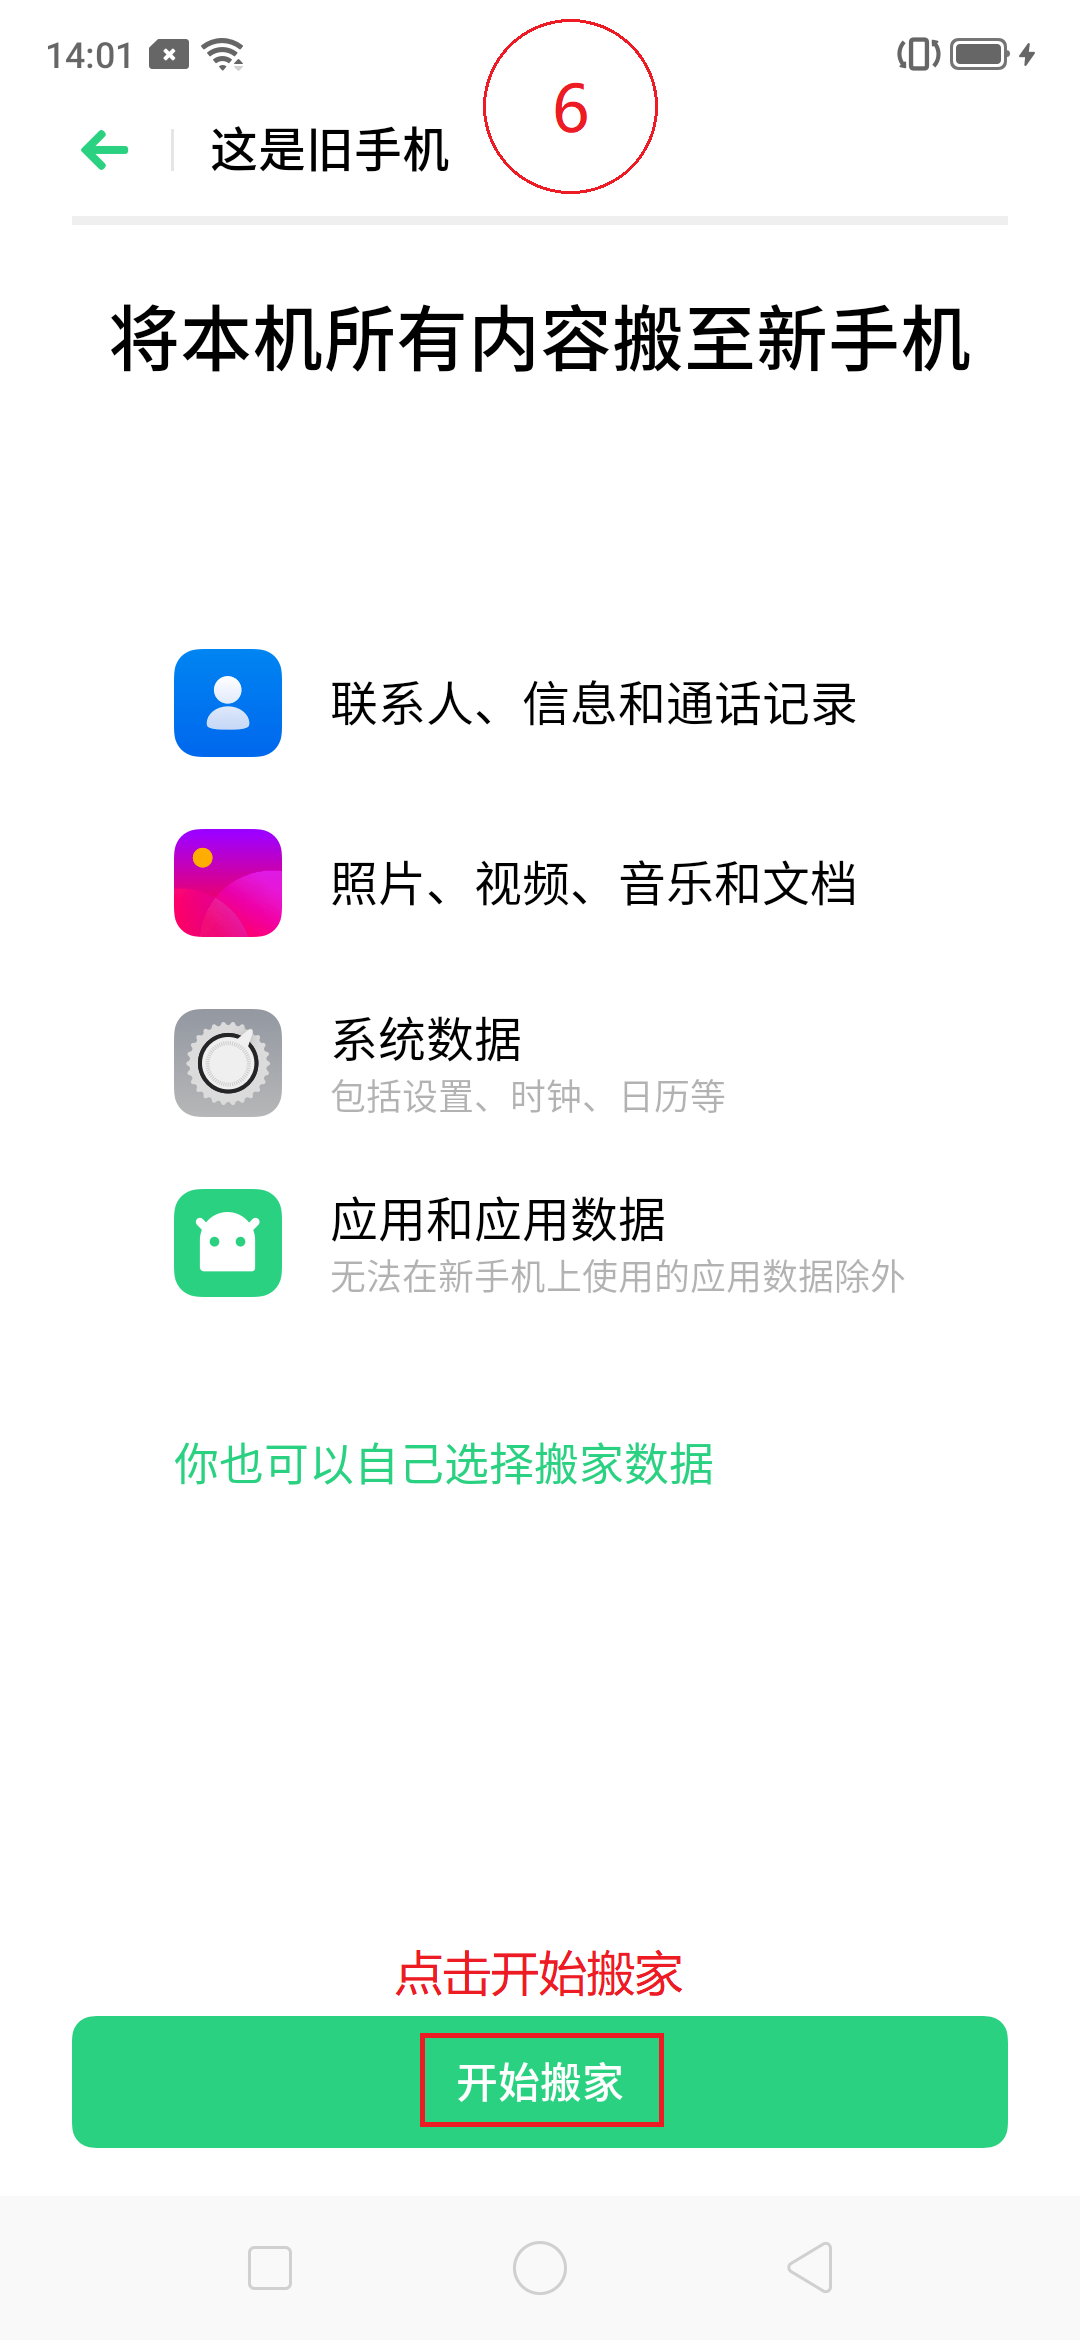 14:01
6
这是旧手机
将本机所有内容搬至新手机
联系人、信息和通话记录
照片、视频、音乐和文档
系统数据
包括设置、时钟、日历等
应用和应用数据
无法在新手机上使用的应用数据除外
你也可以自己选择搬家数据
点击开始搬家
开始搬家